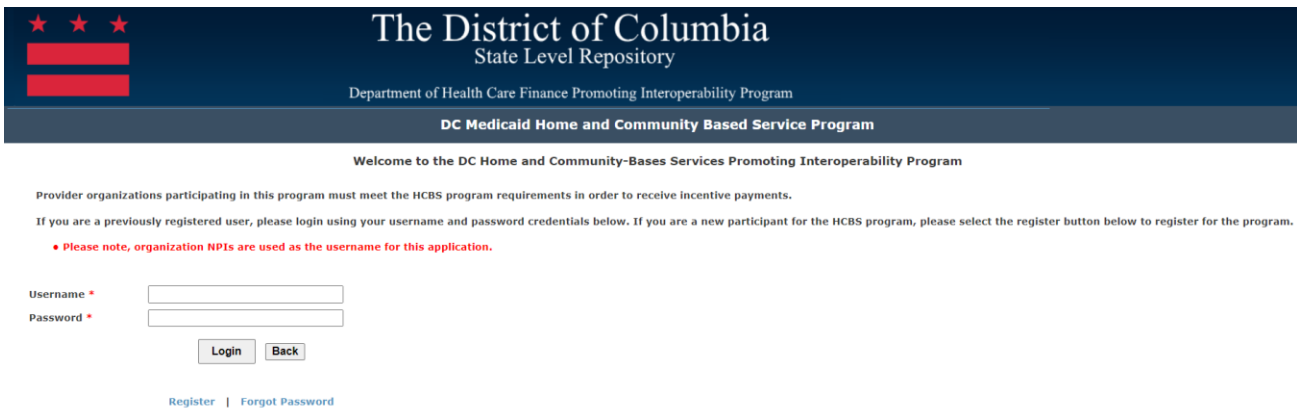 The District of Columbia
State Level Repository
Department of Health Care Finance Promoting Interoperability Program
DC Medicaid Home and Community Based Service Program
Welcome to the DC Home and Community-Bases Services Promoting Interoperability Program
Provider organizations participating in this program must meet the HCBS program requirements in order to receive incentive payments.
If you are a previously registered user, please login using your username and password credentials below. If you are a new participant for the HCBS program, please select the register button below to register for the program.
• Please note, organization NPIs are used as the username for this application.
Username *
Password *
Login Back
Register | Forgot Password